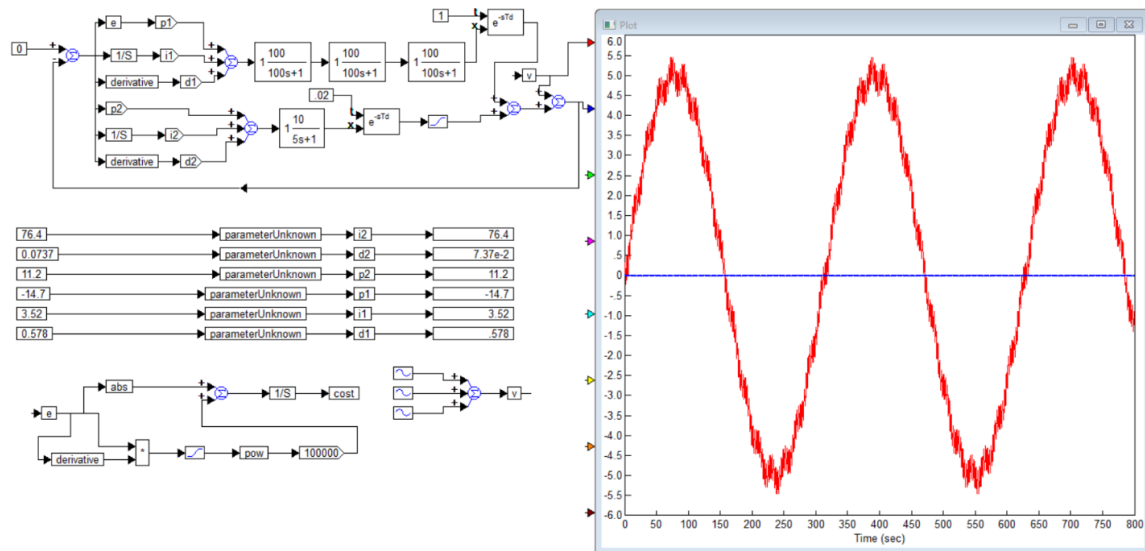 1
e^-sTd
t
x
0
e
p1
1/S
i1
derivative
d1
100
1
100s+1
100
1
100s+1
100
1
100s+1
v
p2
1/S
i2
derivative
d2
10
1
5s+1
.02
t
x
e^-sTd
76.4 parameterUnknown i2 76.4
0.0737 parameterUnknown d2 7.37e-2
11.2 parameterUnknown p2 11.2
-14.7 parameterUnknown p1 -14.7
3.52 parameterUnknown i1 3.52
0.578 parameterUnknown d1 .578
abs
1/S
cost
e
derivative
*
pow
100000
v
Plot
6.0
5.5
5.0
4.5
4.0
3.5
3.0
2.5
2.0
1.5
1.0
.5
0
-.5
-1.0
-1.5
-2.0
-2.5
-3.0
-3.5
-4.0
-4.5
-5.0
-5.5
-6.0
0 50 100 150 200 250 300 350 400 450 500 550 600 650 700 750 800
Time (sec)